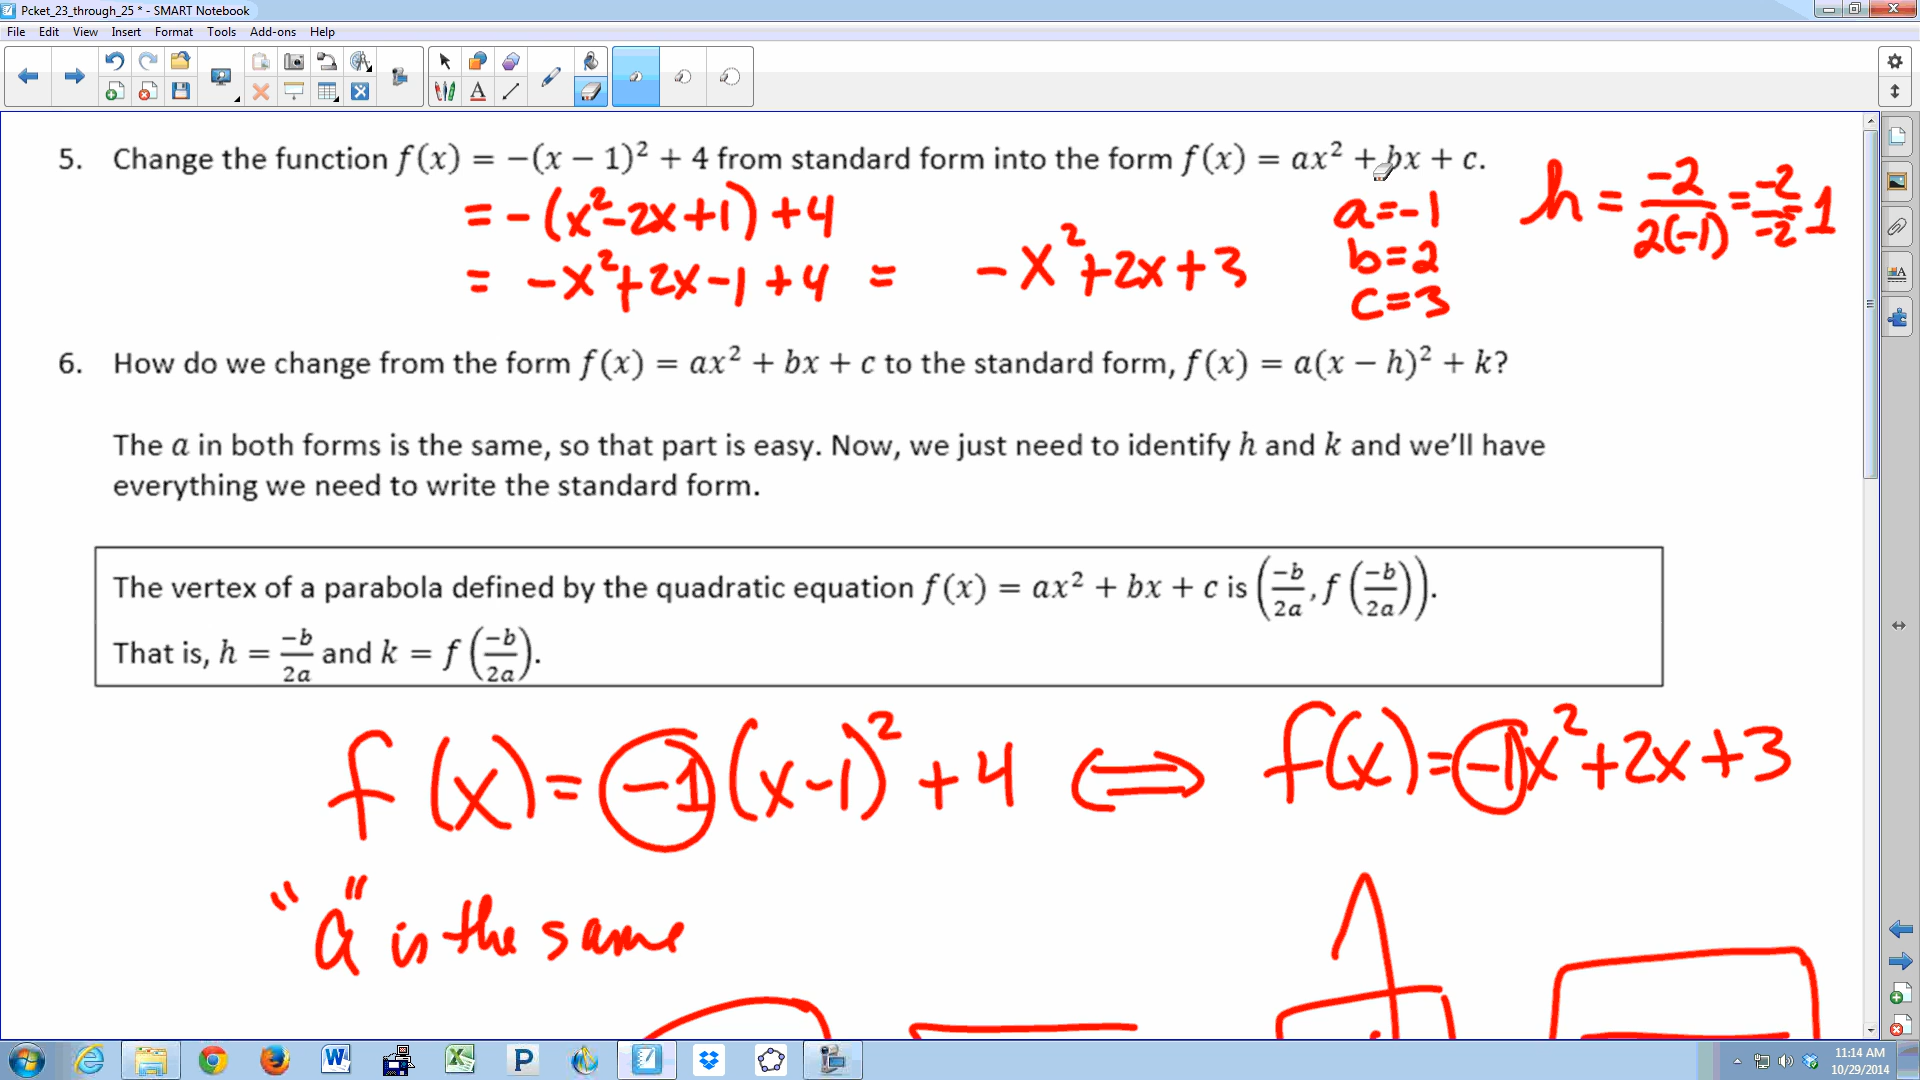 Pcket_23_through_25 * - SMART Notebook
File Edit View Insert Format Tools Add-ons Help
5. Change the function f(x) = −(x − 1)² + 4 from standard form into the form f(x) = ax² + bx + c.
= -(x²-2x+1)+4
= -x²+2x-1+4 = -x²+2x+3
a=-1
b=2
c=3
h = -2/2(-1) = -2/-2 = 1
6. How do we change from the form f(x) = ax² + bx + c to the standard form, f(x) = a(x − h)² + k?
The a in both forms is the same, so that part is easy. Now, we just need to identify h and k and we'll have
everything we need to write the standard form.
The vertex of a parabola defined by the quadratic equation f(x) = ax² + bx + c is (−b/2a, f(−b/2a)).
That is, h = −b/2a and k = f(−b/2a).
f(x) = -1(x-1)² + 4 ⟺ f(x) = -1x²+2x+3
"a" is the same
11:14 AM
10/29/2014